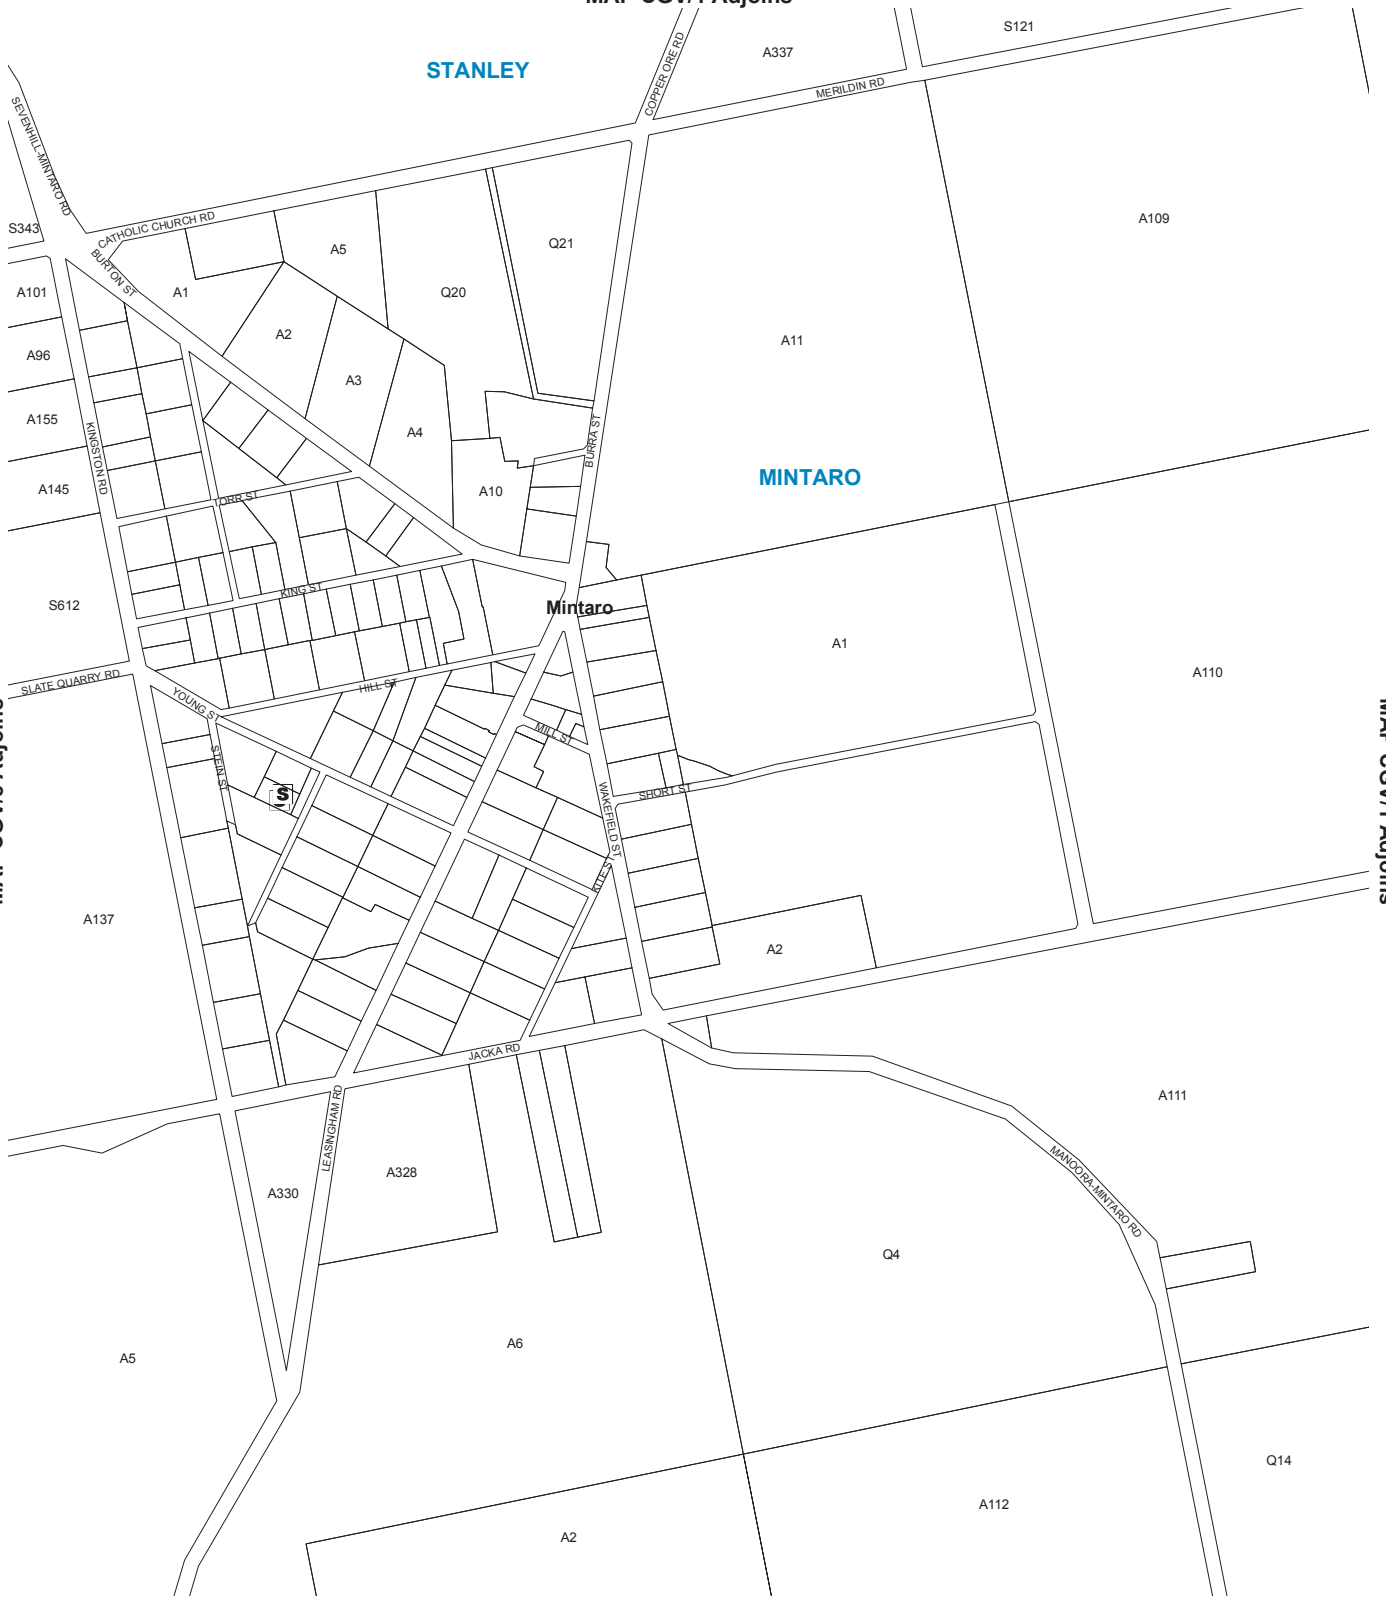 S121
A337
STANLEY
COPPER ORE RD
MERILDIN RD
SEVENHILL-MINTARO RD
CATHOLIC CHURCH RD
S343
A109
A5
Q21
BURTON ST
A101
A1
Q20
A2
A11
A96
A3
A155
A4
KINGSTON RD
BURRA ST
MINTARO
A145
A10
TORR ST
KING ST
S612
Mintaro
A1
SLATE QUARRY RD
A110
HILL ST
YOUNG ST
MILL ST
STEIN ST
S
WAKEFIELD ST
SHORT ST
KITE ST
A137
A2
JACKA RD
LEASINGHAM RD
A111
A328
A330
MANOORA-MINTARO RD
Q4
A6
A5
Q14
A112
A2